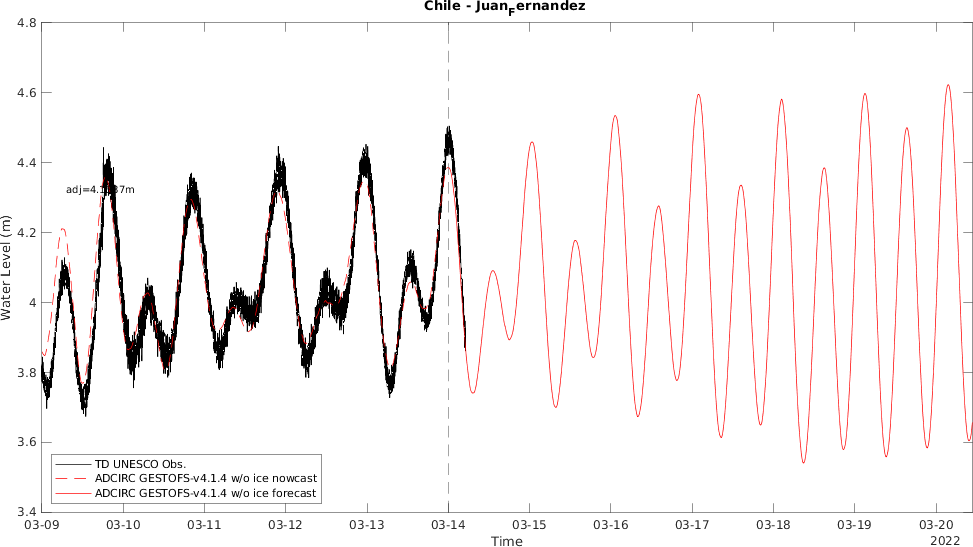 Chile - JuanFernandez
4.8
4.6
4.4
4.2
4
3.8
3.6
3.4
Water Level (m)
TD UNESCO Obs.
ADCIRC GESTOFS-v4.1.4 w/o ice nowcast
ADCIRC GESTOFS-v4.1.4 w/o ice forecast
03-09 03-10 03-11 03-12 03-13 03-14 03-15 03-16 03-17 03-18 03-19 03-20
Time
2022